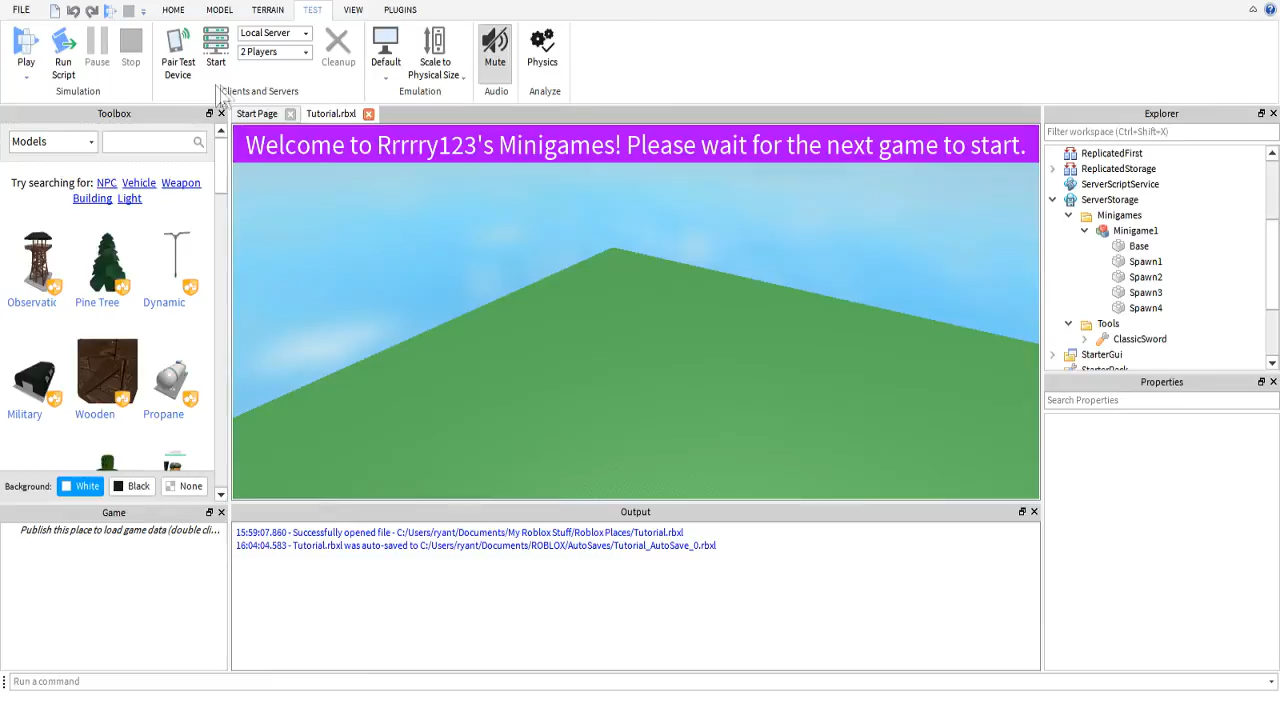 FILE HOME MODEL TERRAIN TEST VIEW PLUGINS
Play
Run
Script
Pause
Stop
Simulation
Pair Test
Device
Start
Local Server
2 Players
Cleanup
Clients and Servers
Default
Scale to
Physical Size
Emulation
Mute
Audio
Physics
Analyze
Toolbox
Models
Try searching for: NPC Vehicle Weapon
Building Light
Observatic Pine Tree Dynamic
Military Wooden Propane
Background: White Black None
Game
Publish this place to load game data (double cli...
Start Page Tutorial.rbxl
Welcome to Rrrrry123's Minigames! Please wait for the next game to start.
Output
15:59:07.860 - Successfully opened file - C:/Users/ryant/Documents/My Roblox Stuff/Roblox Places/Tutorial.rbxl
16:04:04.583 - Tutorial.rbxl was auto-saved to C:/Users/ryant/Documents/ROBLOX/AutoSaves/Tutorial_AutoSave_0.rbxl
Explorer
Filter workspace (Ctrl+Shift+X)
ReplicatedFirst
ReplicatedStorage
ServerScriptService
ServerStorage
Minigames
Minigame1
Base
Spawn1
Spawn2
Spawn3
Spawn4
Tools
ClassicSword
StarterGui
StarterPack
Properties
Search Properties
Run a command